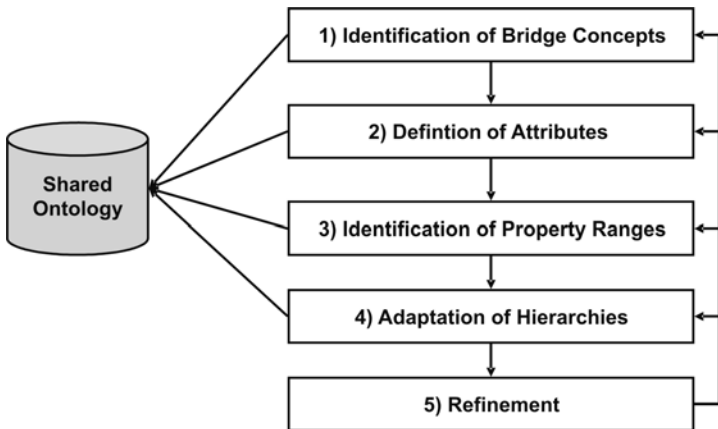 1) Identification of Bridge Concepts
2) Defintion of Attributes
Shared
Ontology
3) Identification of Property Ranges
4) Adaptation of Hierarchies
5) Refinement